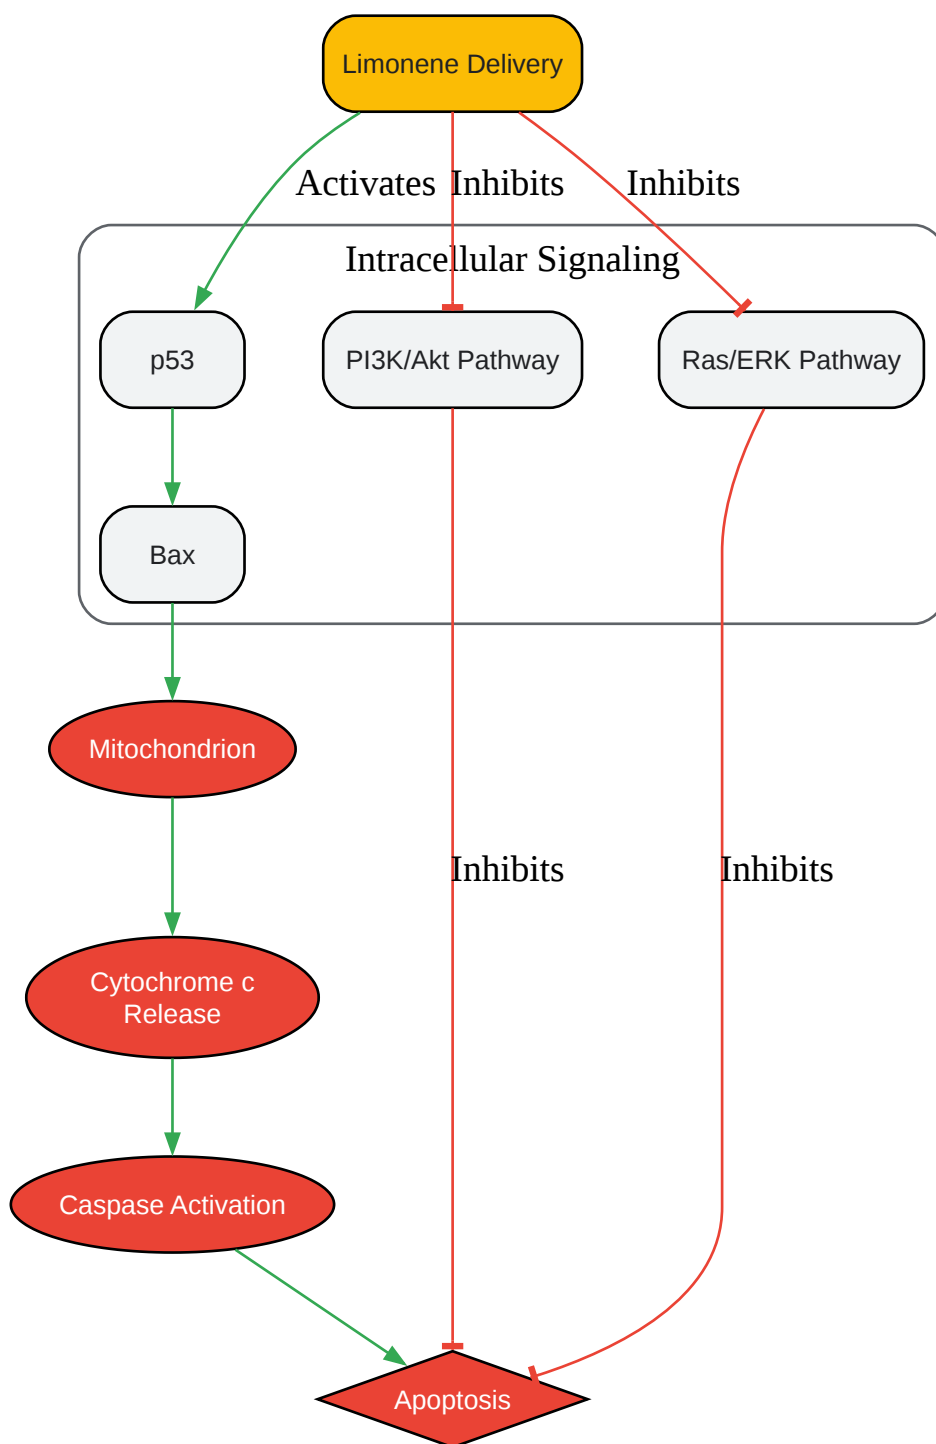 Limonene Delivery
Activates
Inhibits
Inhibits
Intracellular Signaling
p53
PI3K/Akt Pathway
Ras/ERK Pathway
Bax
Mitochondrion
Inhibits
Inhibits
Cytochrome c
Release
Caspase Activation
Apoptosis